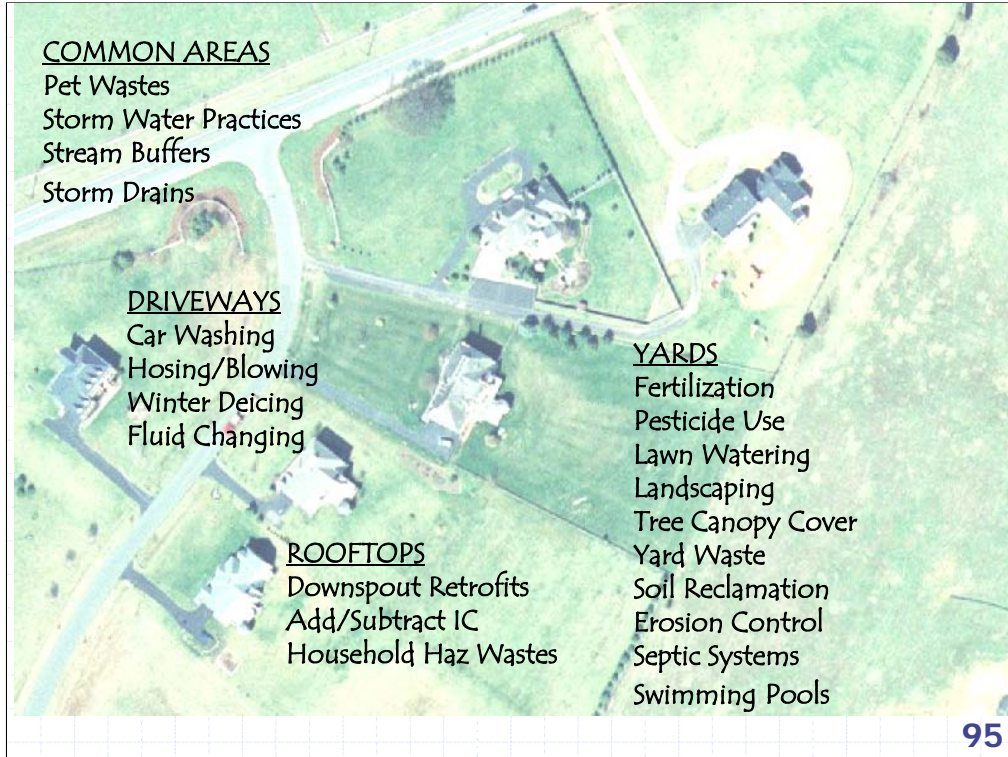 COMMON AREAS
Pet Wastes
Storm Water Practices
Stream Buffers
Storm Drains
DRIVEWAYS
Car Washing
Hosing/Blowing
Winter Deicing
Fluid Changing
ROOFTOPS
Downspout Retrofits
Add/Subtract IC
Household Haz Wastes
YARDS
Fertilization
Pesticide Use
Lawn Watering
Landscaping
Tree Canopy Cover
Yard Waste
Soil Reclamation
Erosion Control
Septic Systems
Swimming Pools
95